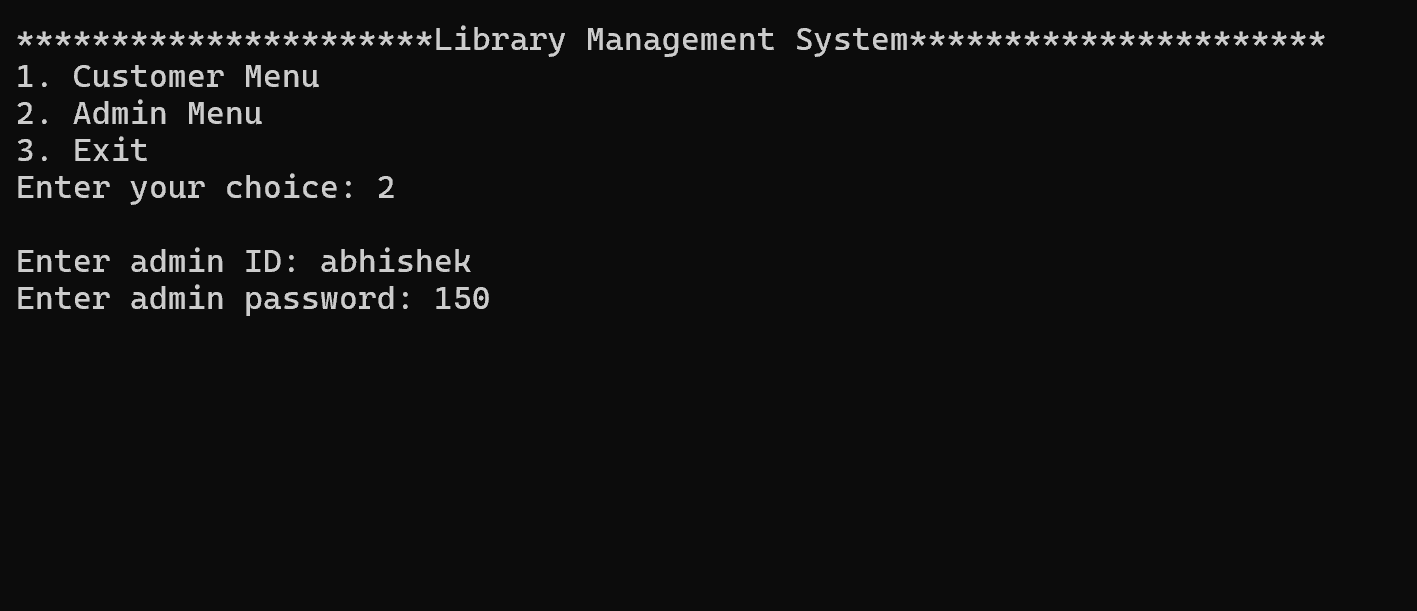 **********************Library Management System**********************
1. Customer Menu
2. Admin Menu
3. Exit
Enter your choice: 2
Enter admin ID: abhishek
Enter admin password: 150